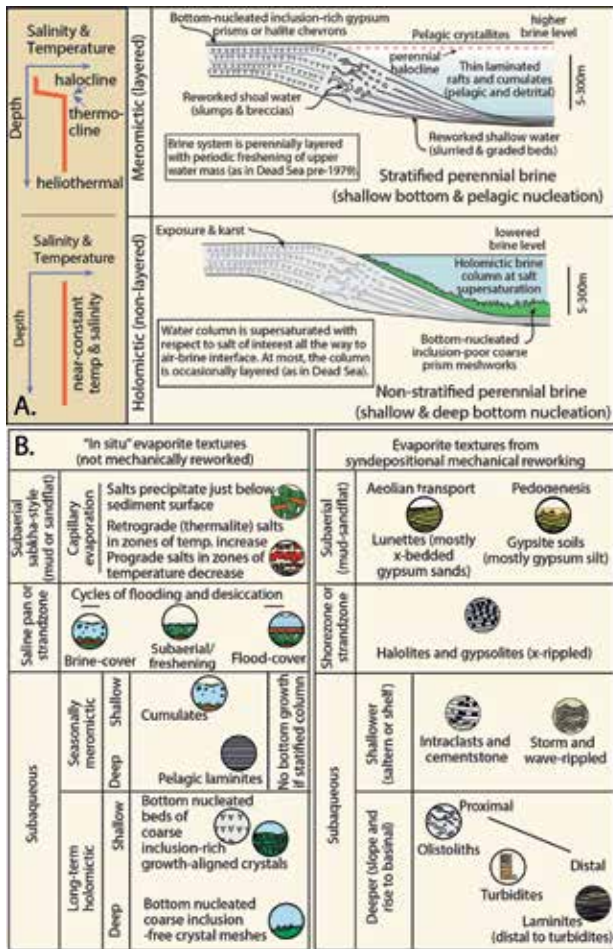 Salinity &
Temperature
halocline
thermo-
cline
Depth
heliothermal
Meromictic (layered)
Bottom-nucleated inclusion-rich gypsum
prisms or halite chevrons
Pelagic crystallites
higher
brine level
perennial
halocline
Thin laminated
rafts and cumulates
(pelagic and detrital)
5-300m
Reworked shoal water
(slumps & breccias)
Reworked shallow water
(slurried & graded beds)
Brine system is perennially layered
with periodic freshening of upper
water mass (as in Dead Sea pre-1979)
Stratified perennial brine
(shallow bottom & pelagic nucleation)
Salinity &
Temperature
Depth
near-constant
temp & salinity
Holomictic (non-layered)
Exposure & karst
lowered
brine level
Holomictic brine
column at salt
supersaturation
5-300m
Water column is supersaturated with
respect to salt of interest all the way to
air-brine interface. At most, the column
is occasionally layered (as in Dead Sea).
Bottom-nucleated
inclusion-poor coarse
prism meshworks
Non-stratified perennial brine
(shallow & deep bottom nucleation)
A.
B.
"In situ" evaporite textures
(not mechanically reworked)
Subaerial
sabkha-style
(mud or sandflat)
Capillary
evaporation
Salts precipitate just below
sediment surface
Retrograde (thermalite) salts
in zones of temp. increase
Prograde salts in zones of
temperature decrease
Saline pan or
strandzone
Cycles of flooding and desiccation
Brine-cover
Subaerial/
freshening
Flood-cover
Subaqueous
Seasonally
meromictic
Shallow
Deep
Cumulates
Pelagic laminites
No bottom growth
if statified column
Long-term
holomictic
Shallow
Deep
Bottom nucleated
beds of
coarse
inclusion-rich
growth-aligned crystals
Bottom nucleated
coarse inclusion
-free crystal meshes
Evaporite textures from
syndepositional mechanical reworking
Subaerial
(mud-sandflat)
Aeolian transport
Lunettes (mostly
x-bedded
gypsum sands)
Pedogenesis
Gypsite soils
(mostly gypsum silt)
Shorezone or
strandzone
Halolites and gypsolites (x-rippled)
Subaqueous
Shallower
(saltern or shelf)
Intraclasts and
cementstone
Storm and
wave-rippled
Deeper (slope and
rise to basinal)
Proximal
Olistoliths
Distal
Turbidites
Laminites
(distal to turbidites)